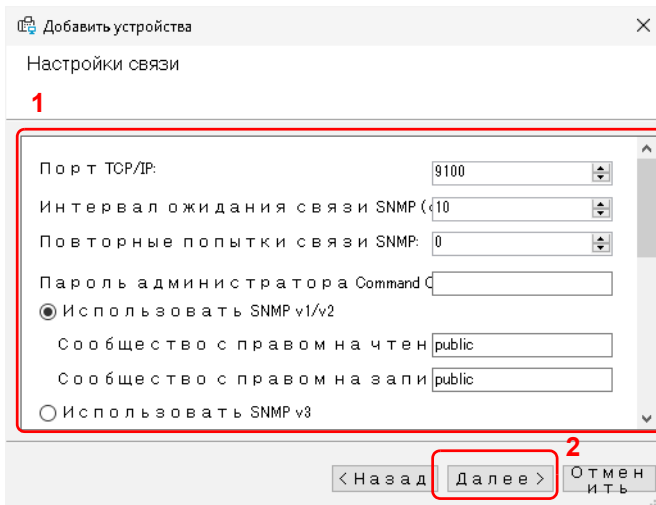 Добавить устройства
Настройки связи
1
Порт TCP/IP: 9100
Интервал ожидания связи SNMP ( 10
Повторные попытки связи SNMP: 0
Пароль администратора Command
Использовать SNMP v1/v2
Сообщество с правом на чтен public
Сообщество с правом на запи public
Использовать SNMP v3
2
< Назад Далее > Отмен
ить